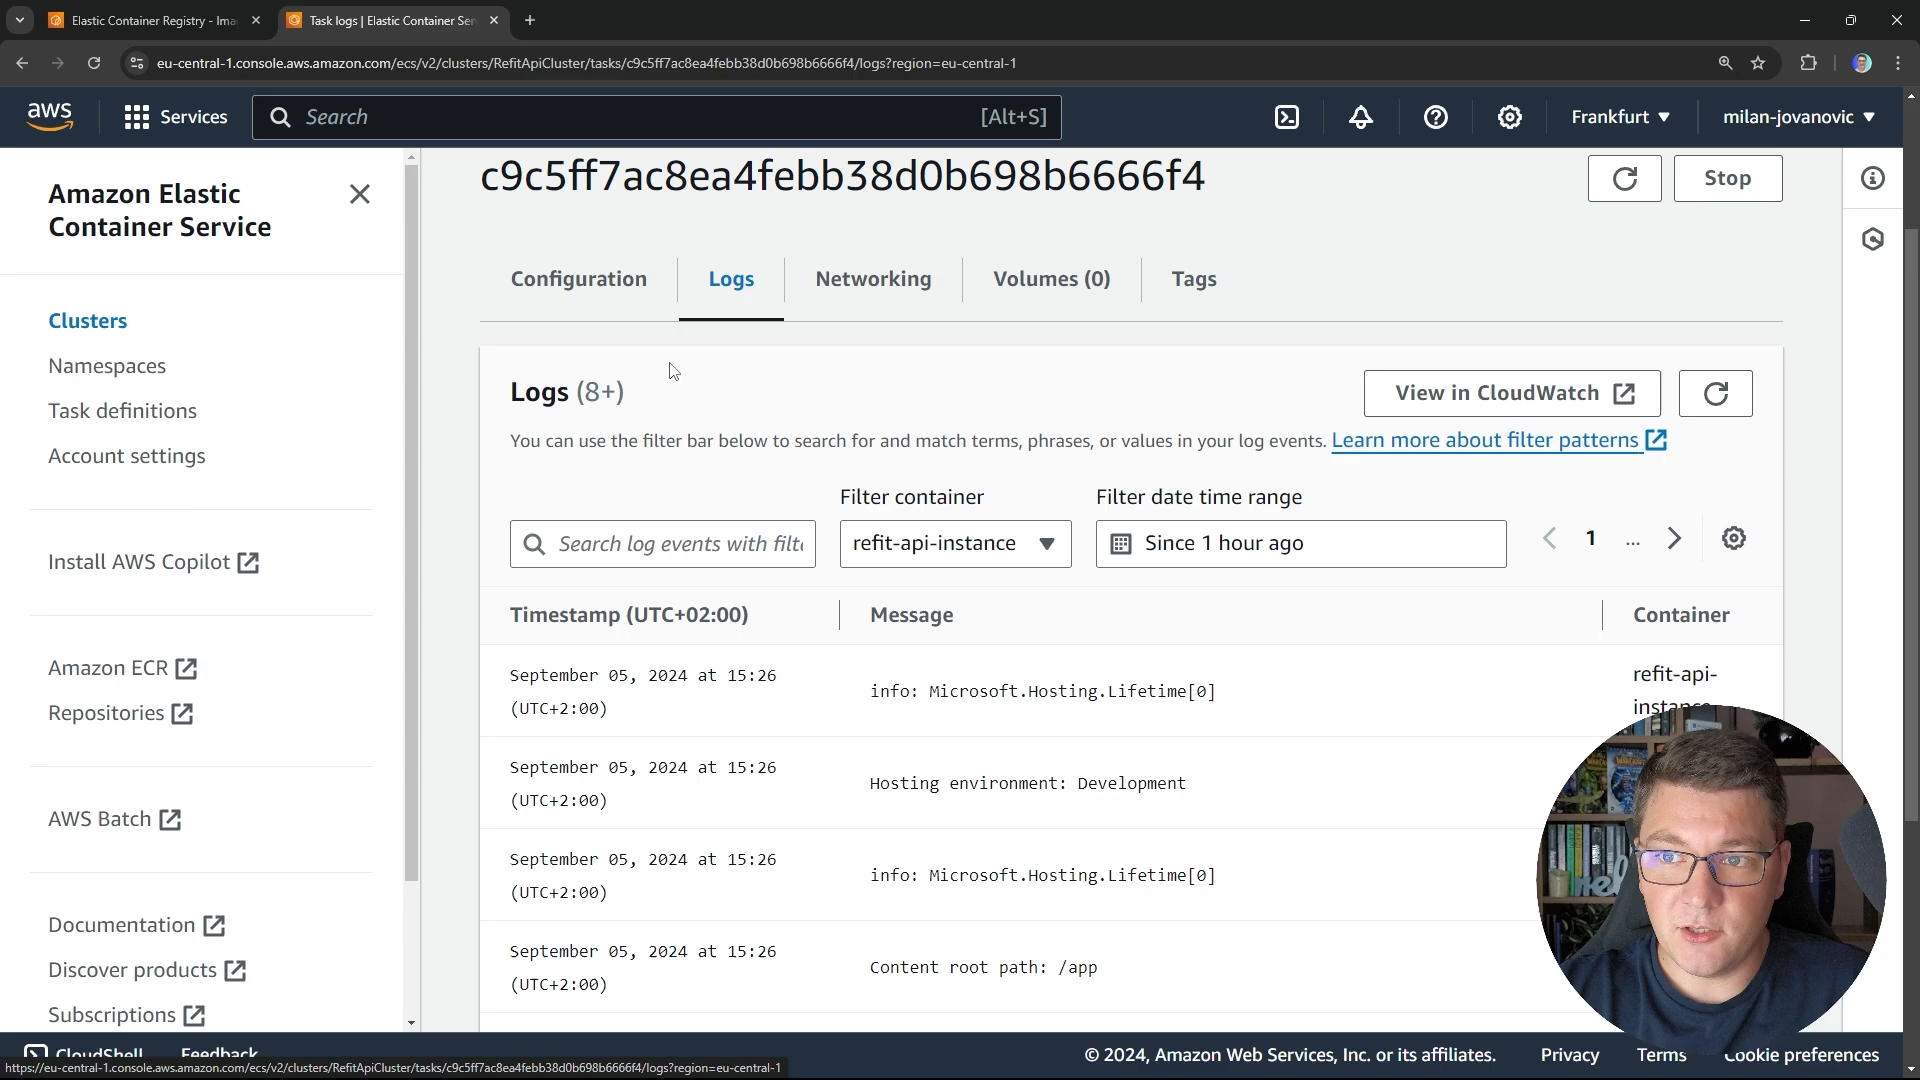 Elastic Container Registry - Ima
Task logs | Elastic Container Ser
eu-central-1.console.aws.amazon.com/ecs/v2/clusters/RefitApiCluster/tasks/c9c5ff7ac8ea4febb38d0b698b6666f4/logs?region=eu-central-1
aws
Services
Search
[Alt+S]
Frankfurt
milan-jovanovic
Amazon Elastic
Container Service
Clusters
Namespaces
Task definitions
Account settings
Install AWS Copilot
Amazon ECR
Repositories
AWS Batch
Documentation
Discover products
Subscriptions
c9c5ff7ac8ea4febb38d0b698b6666f4
Stop
Configuration
Logs
Networking
Volumes (0)
Tags
Logs (8+)
View in CloudWatch
You can use the filter bar below to search for and match terms, phrases, or values in your log events. Learn more about filter patterns
Filter container
Filter date time range
Search log events with filte
refit-api-instance
Since 1 hour ago
1
...
Timestamp (UTC+02:00)
Message
Container
September 05, 2024 at 15:26
(UTC+2:00)
info: Microsoft.Hosting.Lifetime[0]
refit-api-
instance
September 05, 2024 at 15:26
(UTC+2:00)
Hosting environment: Development
September 05, 2024 at 15:26
(UTC+2:00)
info: Microsoft.Hosting.Lifetime[0]
September 05, 2024 at 15:26
(UTC+2:00)
Content root path: /app
CloudShell
Feedback
© 2024, Amazon Web Services, Inc. or its affiliates.
Privacy
Terms
Cookie preferences
https://eu-central-1.console.aws.amazon.com/ecs/v2/clusters/RefitApiCluster/tasks/c9c5ff7ac8ea4febb38d0b698b6666f4/logs?region=eu-central-1